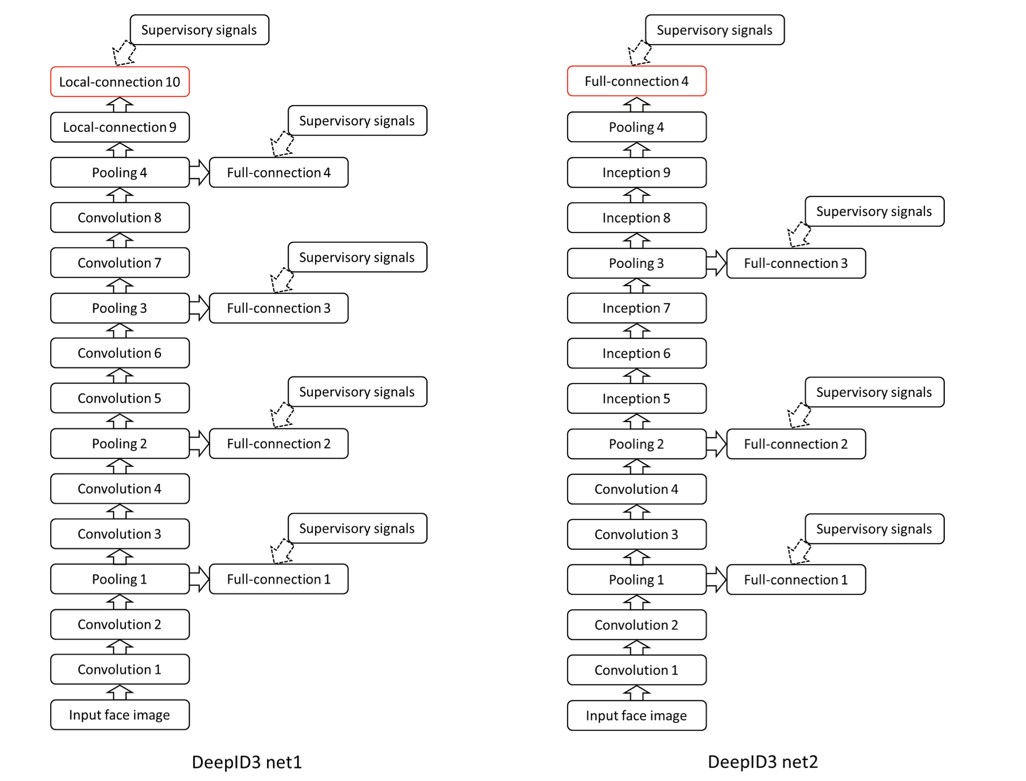 Supervisory signals
Local-connection 10
Local-connection 9
Supervisory signals
Pooling 4
Full-connection 4
Convolution 8
Convolution 7
Supervisory signals
Pooling 3
Full-connection 3
Convolution 6
Convolution 5
Supervisory signals
Pooling 2
Full-connection 2
Convolution 4
Convolution 3
Supervisory signals
Pooling 1
Full-connection 1
Convolution 2
Convolution 1
Input face image
DeepID3 net1
Supervisory signals
Full-connection 4
Pooling 4
Inception 9
Inception 8
Supervisory signals
Pooling 3
Full-connection 3
Inception 7
Inception 6
Inception 5
Supervisory signals
Pooling 2
Full-connection 2
Convolution 4
Convolution 3
Supervisory signals
Pooling 1
Full-connection 1
Convolution 2
Convolution 1
Input face image
DeepID3 net2